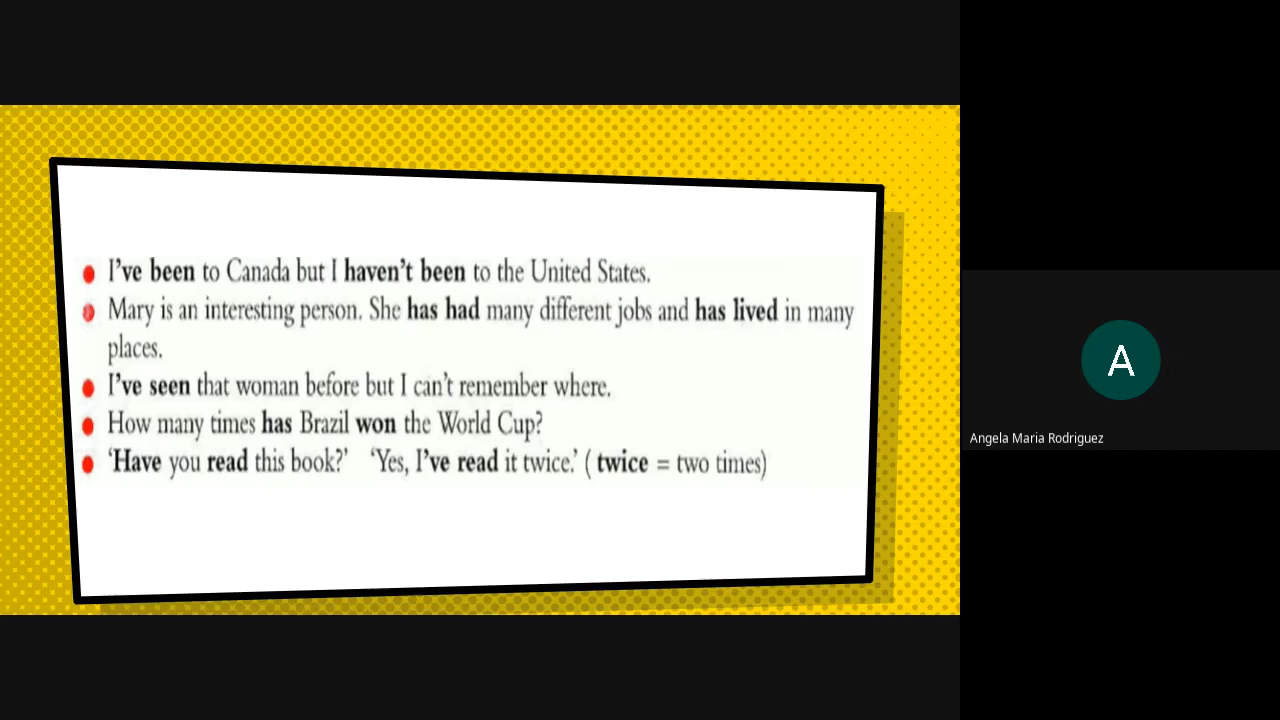 I've been to Canada but I haven't been to the United States.
Mary is an interesting person. She has had many different jobs and has lived in many
places.
I've seen that woman before but I can't remember where.
How many times has Brazil won the World Cup?
‘Have you read this book?’ ‘Yes, I've read it twice.’ ( twice = two times)
A
Angela Maria Rodriguez